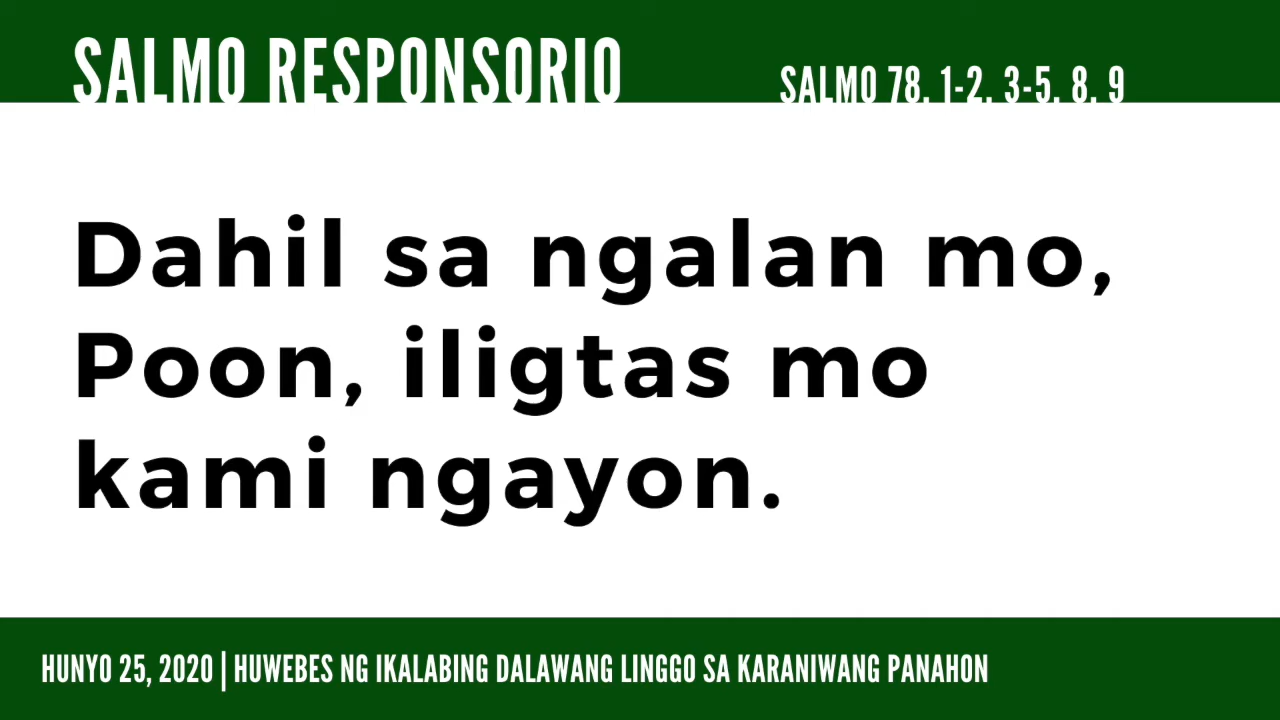 SALMO RESPONSORIO
SALMO 78, 1-2, 3-5, 8, 9
Dahil sa ngalan mo,
Poon, iligtas mo
kami ngayon.
HUNYO 25, 2020 | HUWEBES NG IKALABING DALAWANG LINGGO SA KARANIWANG PANAHON